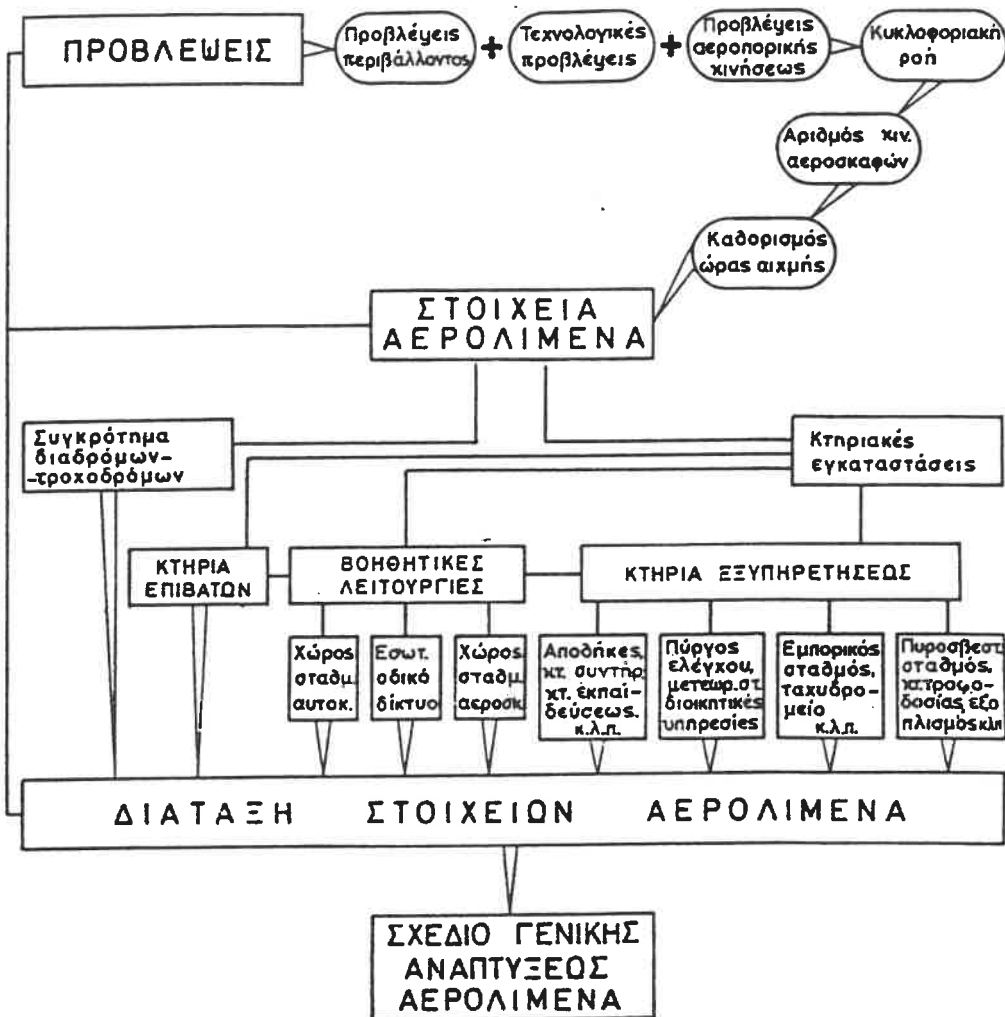 ΠΡΟΒΛΕΨΕΙΣ
Προβλέψεις
περιβάλλοντος
+
Τεχνολογικές
προβλέψεις
+
Προβλέψεις
αεροπορικής
κινήσεως
Κυκλοφοριακή
ροή
Αριθμός κιν.
αεροσκαφών
Καθορισμός
ώρας αιχμής
ΣΤΟΙΧΕΙΑ
ΑΕΡΟΛΙΜΕΝΑ
Συγκρότημα
διαδρόμων-
-τροχοδρόμων
Κτηριακές
εγκαταστάσεις
ΚΤΗΡΙΑ
ΕΠΙΒΑΤΩΝ
ΒΟΗΘΗΤΙΚΕΣ
ΛΕΙΤΟΥΡΓΙΕΣ
ΚΤΗΡΙΑ ΕΞΥΠΗΡΕΤΗΣΕΩΣ
Χώρος
σταθμ.
αυτοκ.
Εσωτ.
οδικό
δίκτυο
Χώρος
σταθμ.
αεροσκ.
Αποθήκες,
κτ. συντήρ.
κτ. έκπαί-
δεύσεως.
κ.λ.π.
Πύργος
ελέγχου,
μετεωρ.στ.
διοικητικές
υπηρεσίες
Εμπορικός
σταθμός,
ταχυδρο-
μείο
κ.λ.π.
Πυροσβεστ.
σταθμός,
κτ.τροφο-
δοσίας, εξο
πλισμός κλπ
ΔΙΑΤΑΞΗ ΣΤΟΙΧΕΙΩΝ ΑΕΡΟΛΙΜΕΝΑ
ΣΧΕΔΙΟ ΓΕΝΙΚΗΣ
ΑΝΑΠΤΥΞΕΩΣ
ΑΕΡΟΛΙΜΕΝΑ